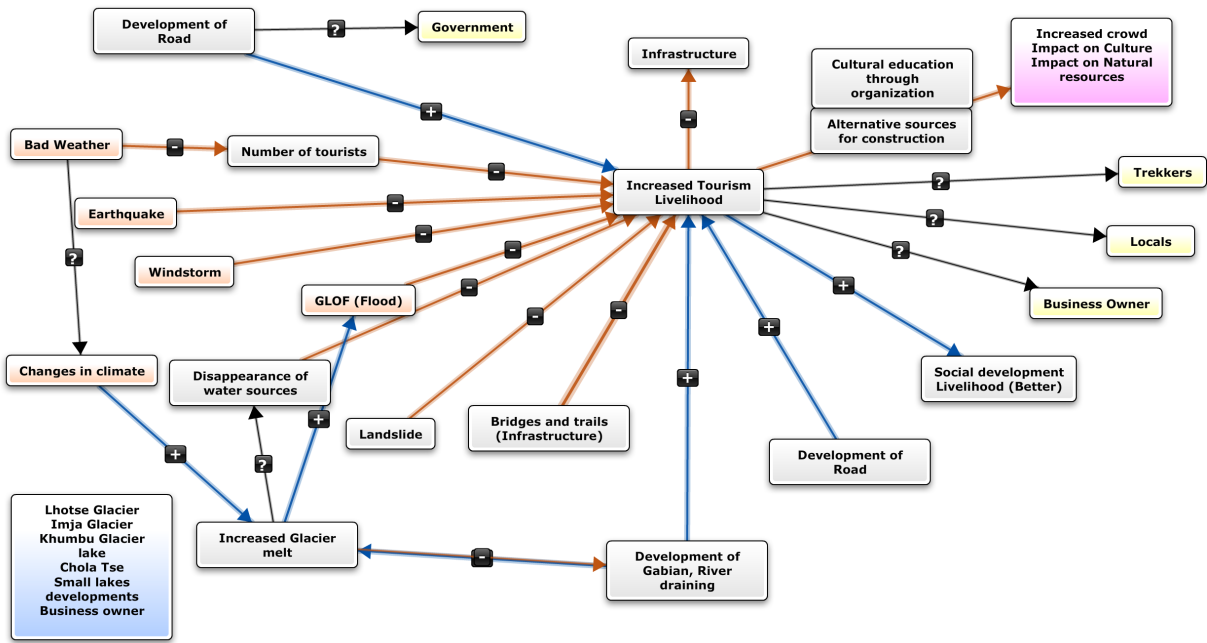 Development of
Road
?
Government
Infrastructure
Increased crowd
Impact on Culture
Impact on Natural
resources
Cultural education
through
organization
+
-
Alternative sources
for construction
Bad Weather
-
Number of tourists
-
Increased Tourism
Livelihood
?
Trekkers
Earthquake
-
?
Locals
-
Windstorm
-
?
?
Business Owner
GLOF (Flood)
-
-
-
+
+
Changes in climate
Disappearance of
water sources
+
Social development
Livelihood (Better)
+
Landslide
Bridges and trails
(Infrastructure)
+
?
Development of
Road
Lhotse Glacier
Imja Glacier
Khumbu Glacier
lake
Chola Tse
Small lakes
developments
Business owner
Increased Glacier
melt
-
Development of
Gabian, River
draining